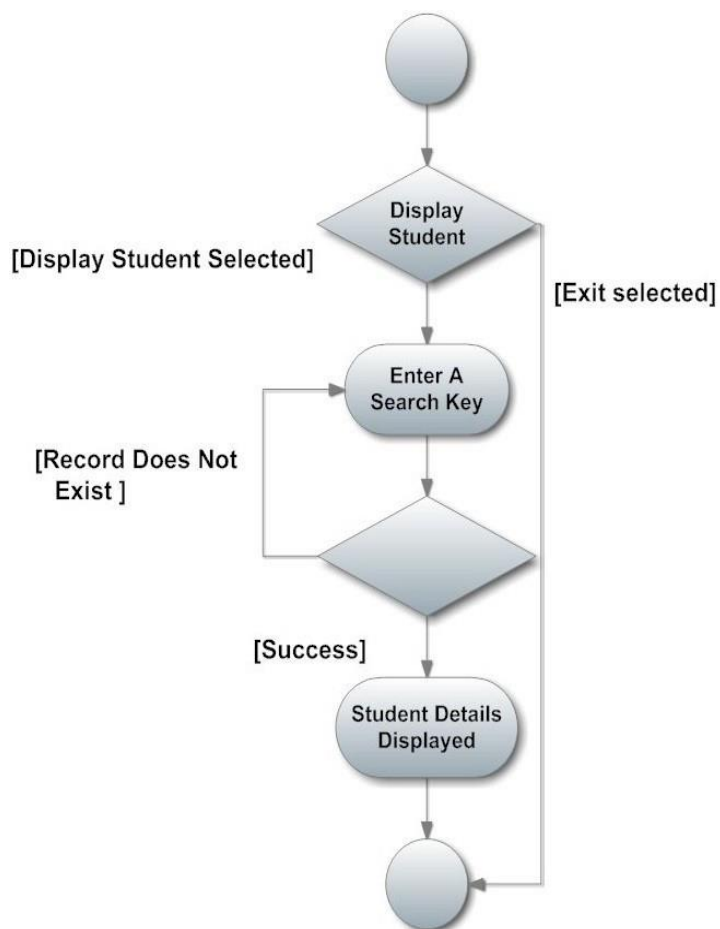 Display
Student
[Display Student Selected]
[Exit selected]
Enter A
Search Key
[Record Does Not
Exist ]
[Success]
Student Details
Displayed